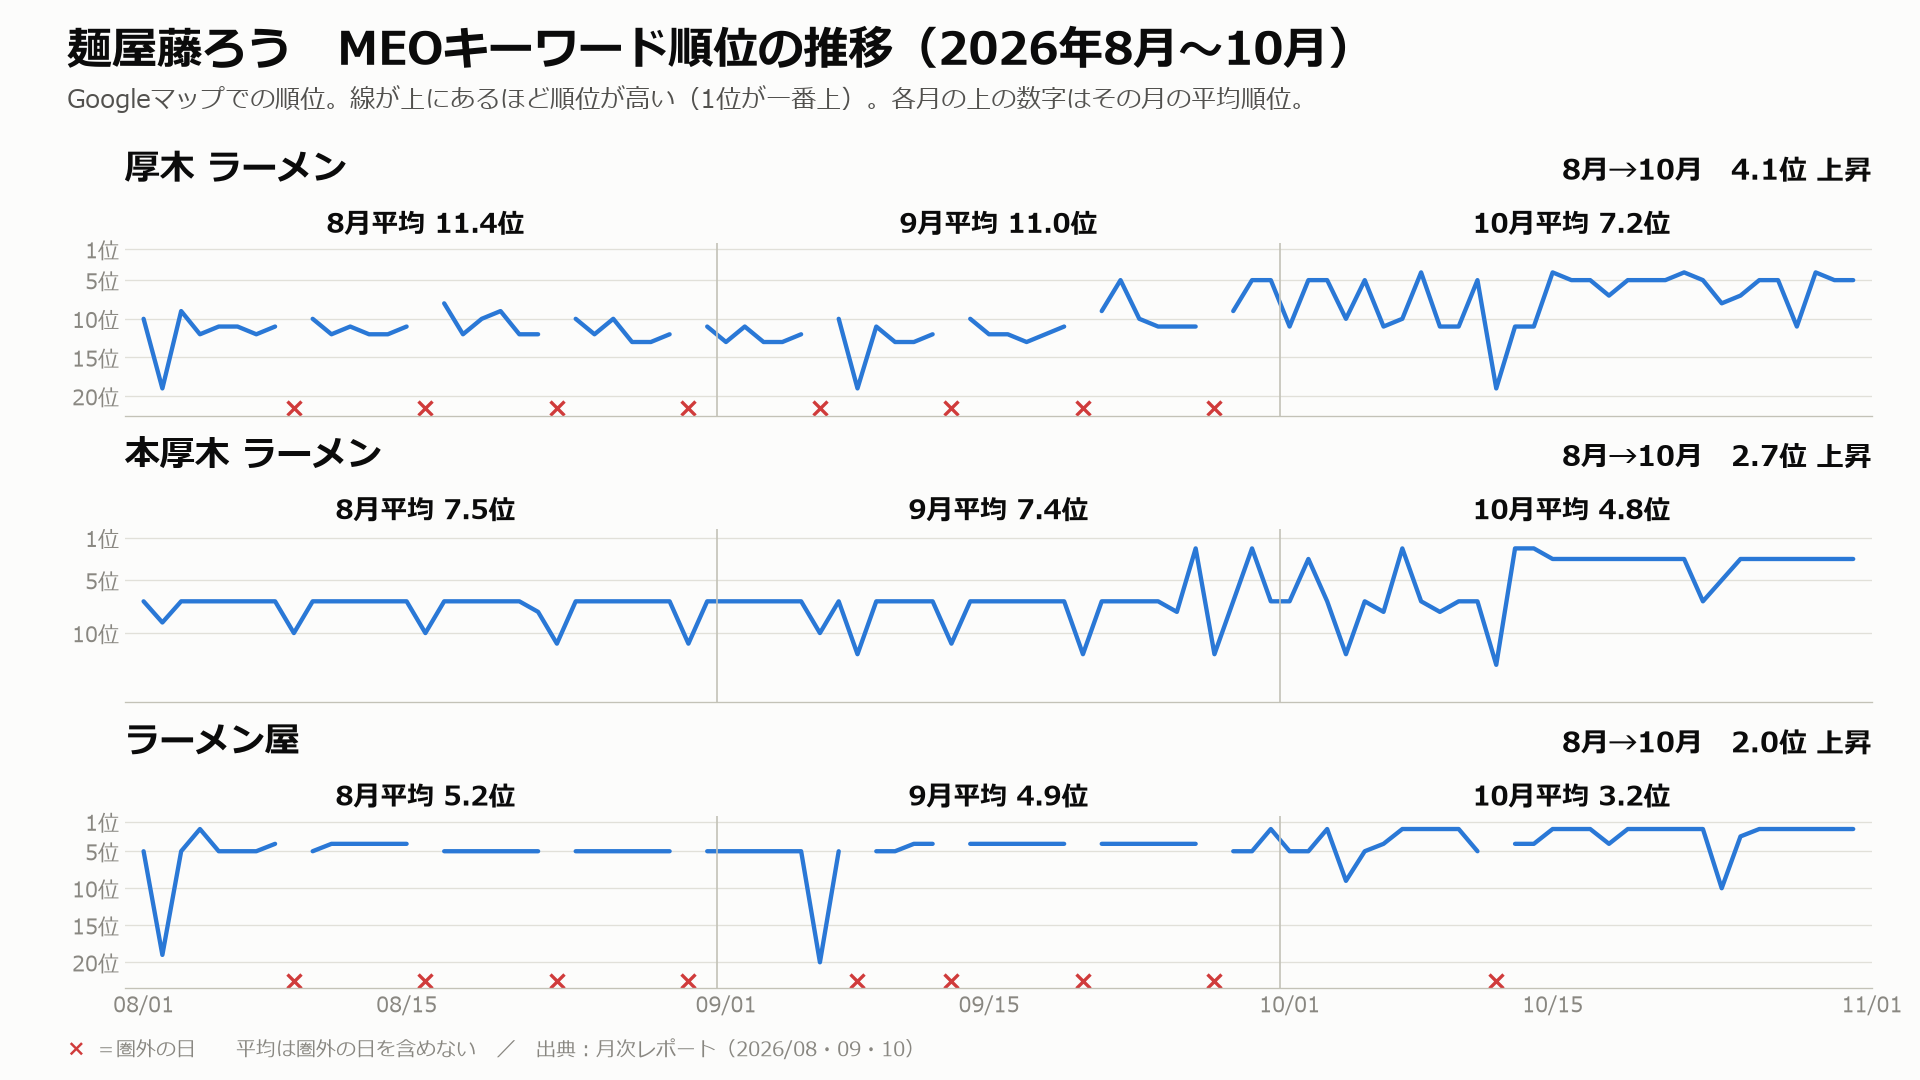 麺屋藤ろう　MEOキーワード順位の推移（2026年8月〜10月）
Googleマップでの順位。線が上にあるほど順位が高い（1位が一番上）。各月の上の数字はその月の平均順位。
厚木 ラーメン
8月→10月　4.1位 上昇
8月平均 11.4位
9月平均 11.0位
10月平均 7.2位
1位
5位
10位
15位
20位
本厚木 ラーメン
8月→10月　2.7位 上昇
8月平均 7.5位
9月平均 7.4位
10月平均 4.8位
1位
5位
10位
ラーメン屋
8月→10月　2.0位 上昇
8月平均 5.2位
9月平均 4.9位
10月平均 3.2位
1位
5位
10位
15位
20位
08/01
08/15
09/01
09/15
10/01
10/15
11/01
× ＝圏外の日　　平均は圏外の日を含めない　／　出典：月次レポート（2026/08・09・10）